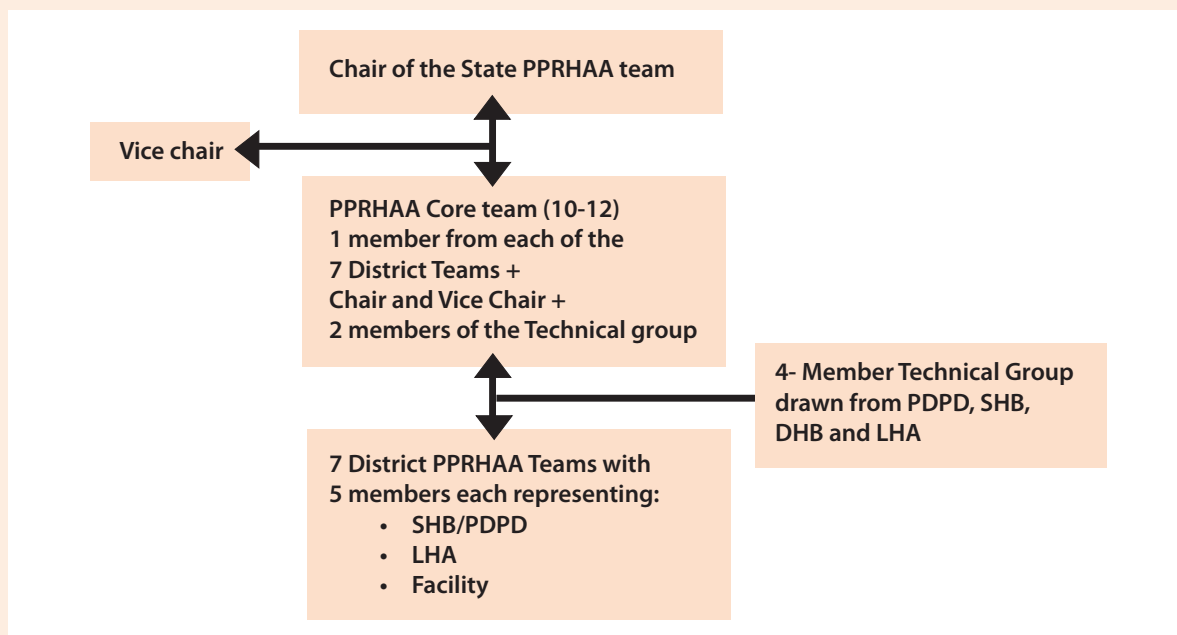 Chair of the State PPRHAA team
Vice chair
PPRHAA Core team (10-12)
1 member from each of the
7 District Teams +
Chair and Vice Chair +
2 members of the Technical group
4- Member Technical Group
drawn from PDPD, SHB,
DHB and LHA
7 District PPRHAA Teams with
5 members each representing:
• SHB/PDPD
• LHA
• Facility